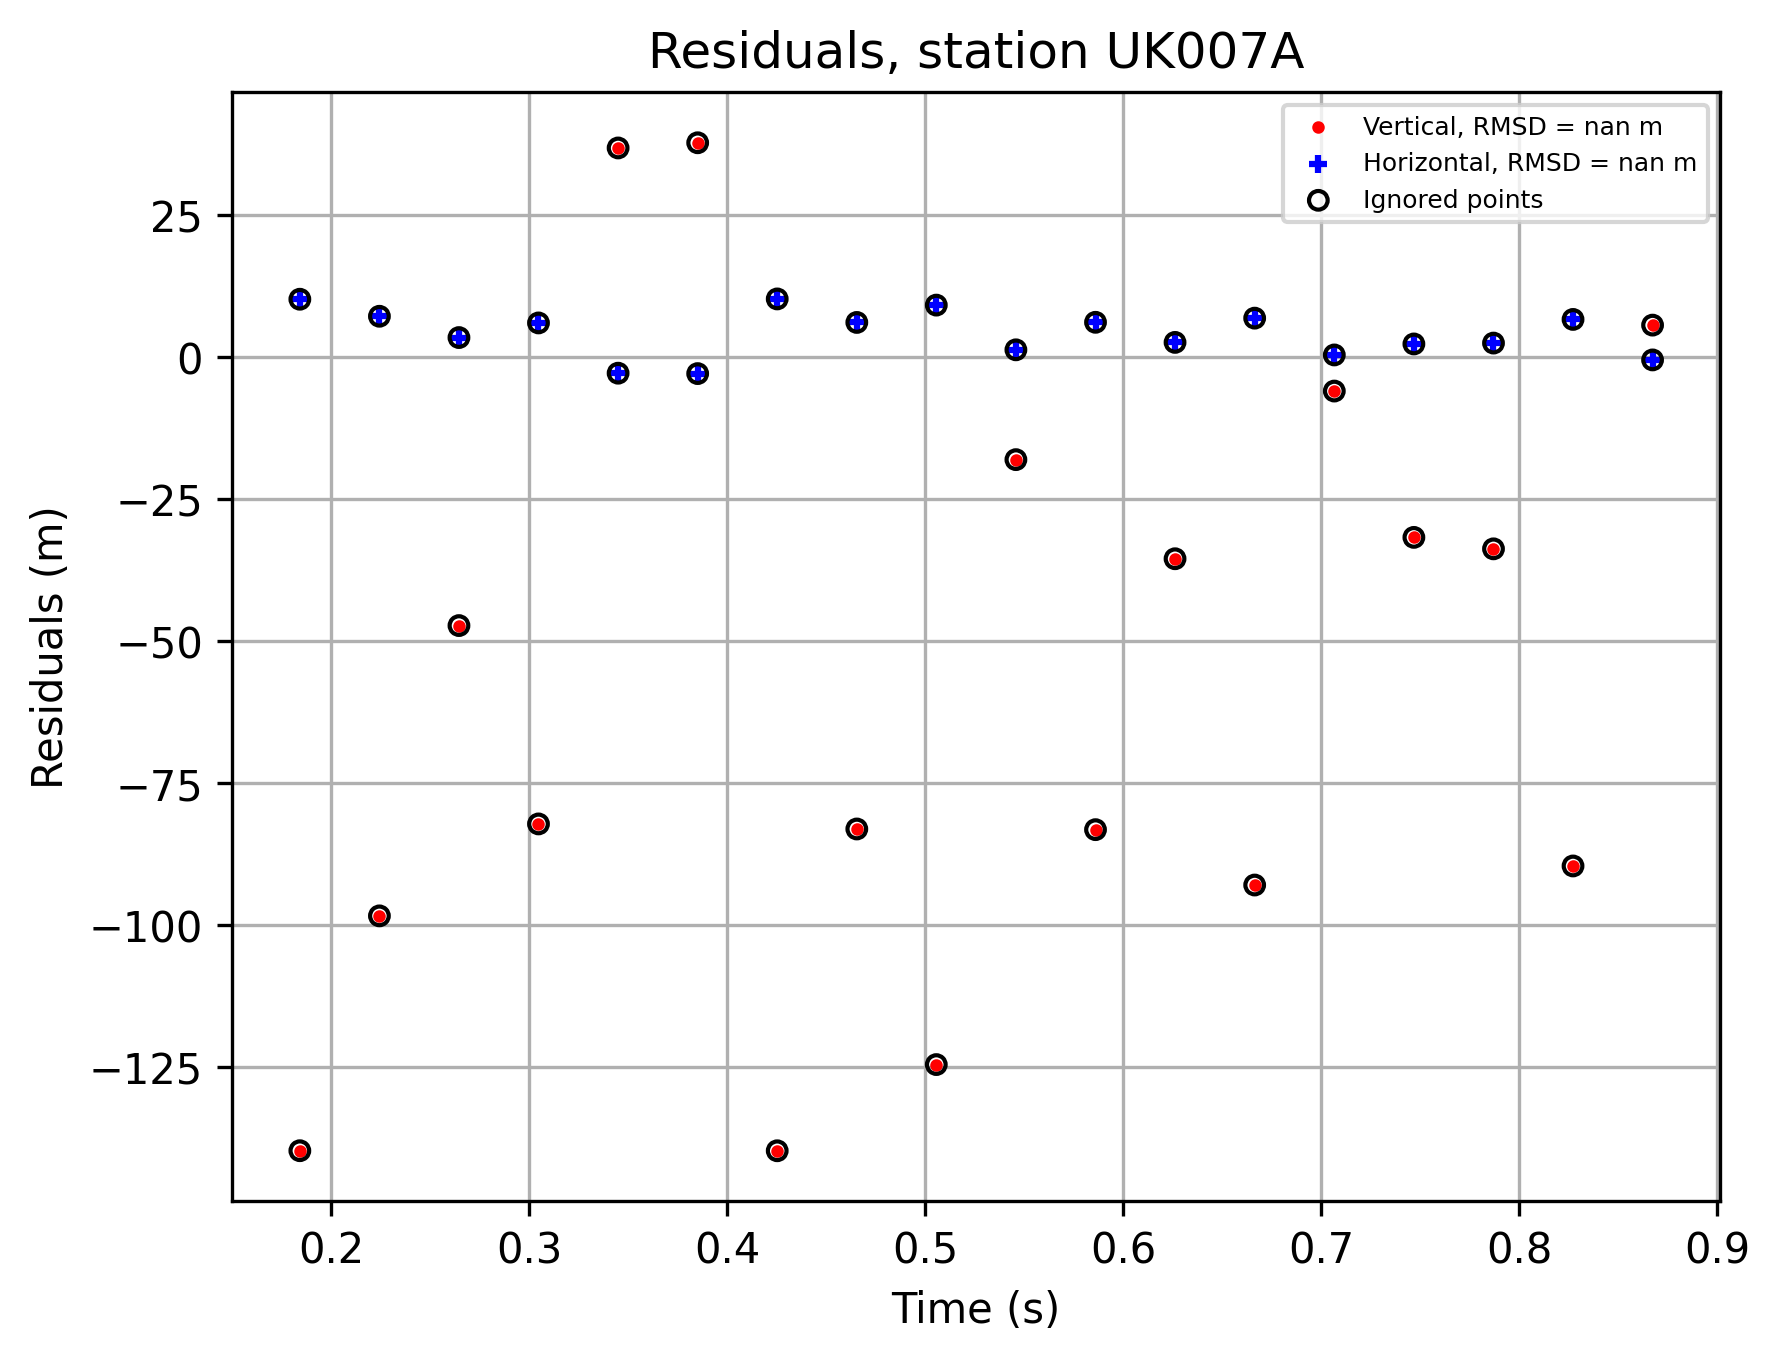 Residuals, station UK007A
Vertical, RMSD = nan m
Horizontal, RMSD = nan m
Ignored points
25
0
−25
−50
−75
−100
−125
Residuals (m)
0.2 0.3 0.4 0.5 0.6 0.7 0.8 0.9
Time (s)